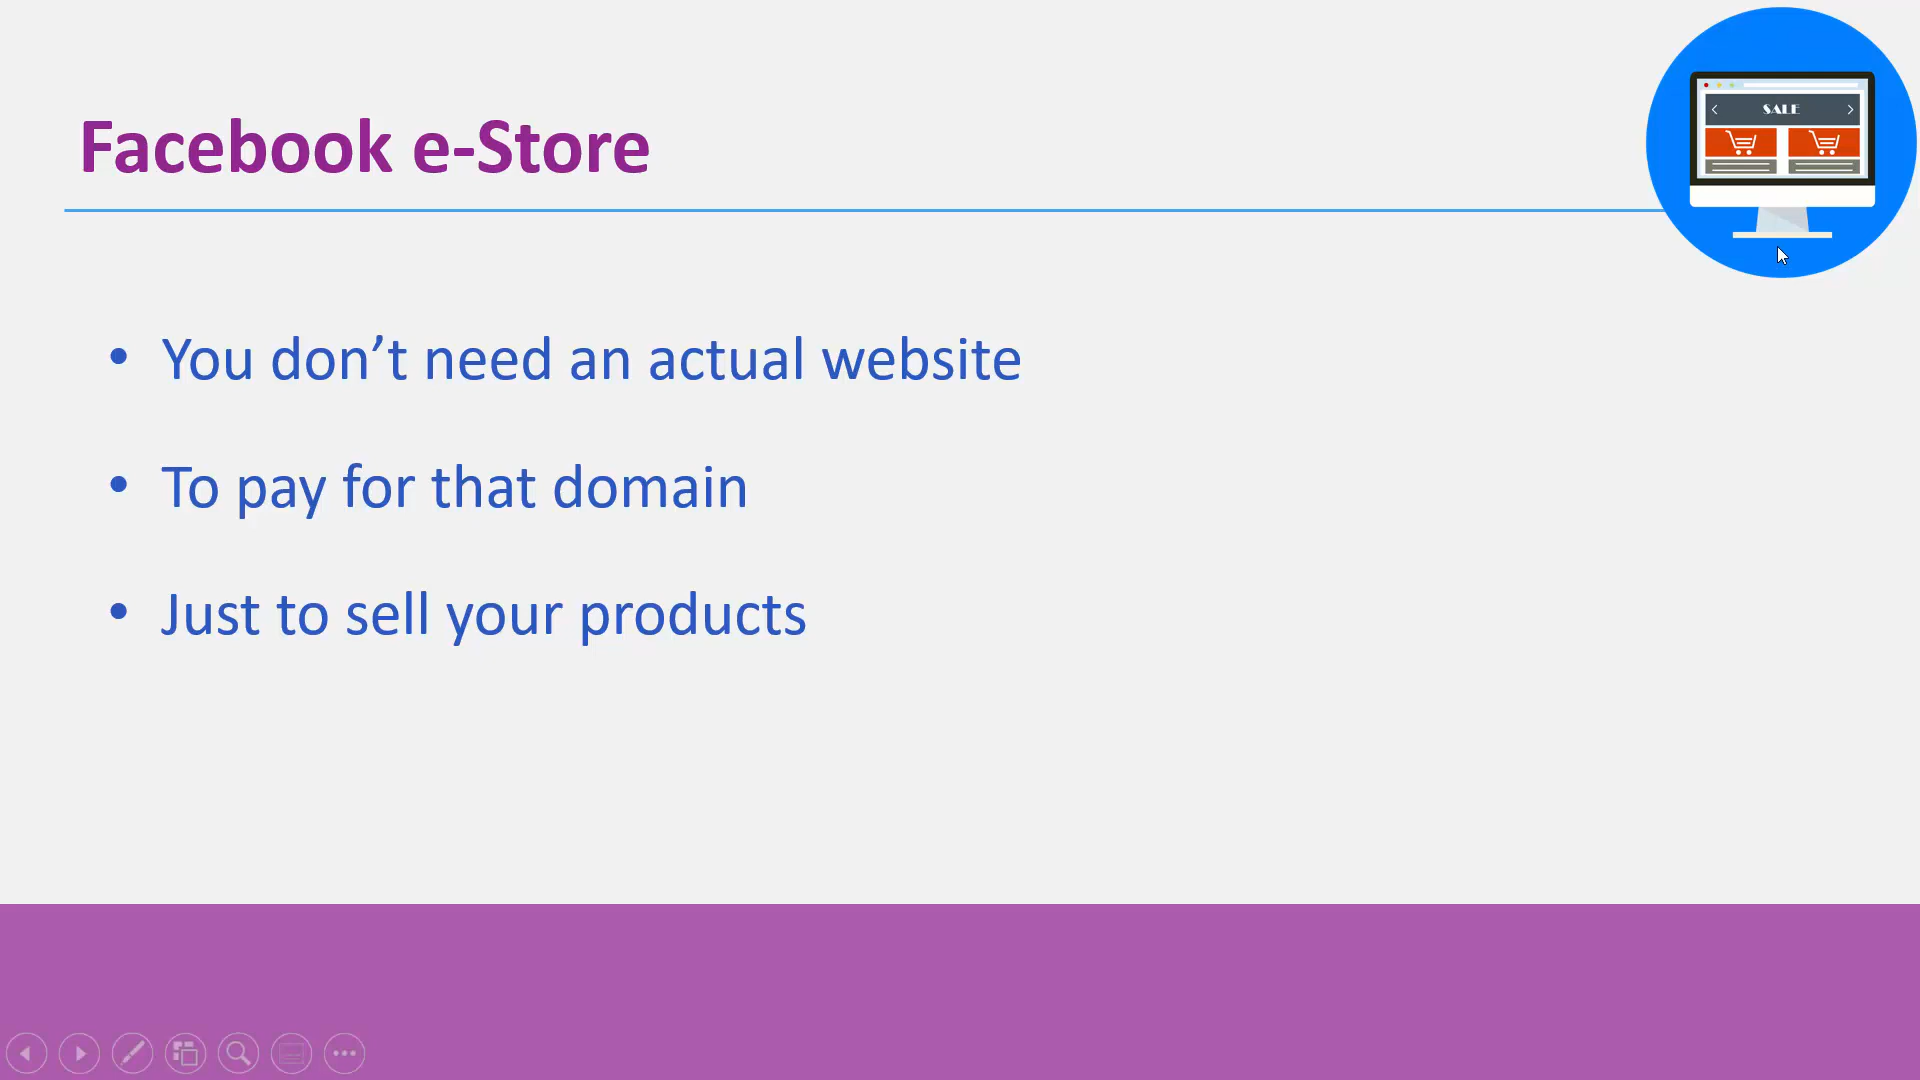 Facebook e-Store
SALE
• You don’t need an actual website
• To pay for that domain
• Just to sell your products